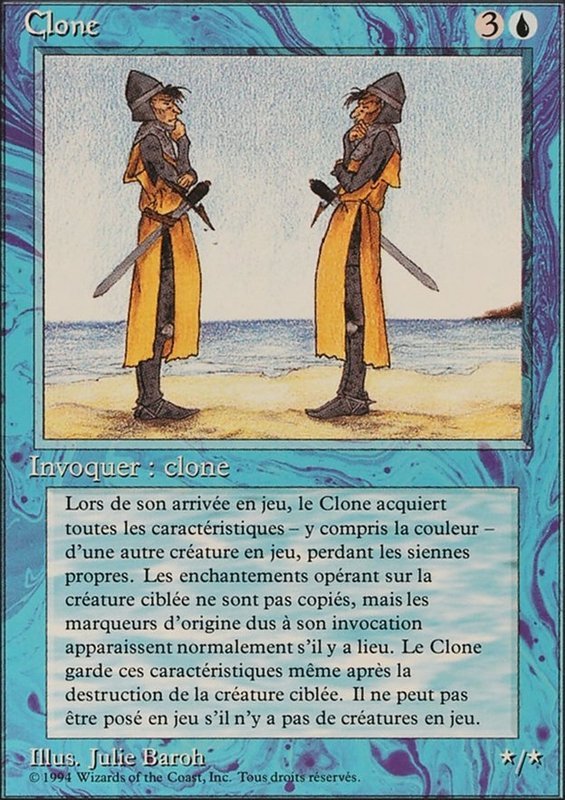 Clone
3
Invoquer : clone
Lors de son arrivée en jeu, le Clone acquiert
toutes les caractéristiques – y compris la couleur –
d'une autre créature en jeu, perdant les siennes
propres. Les enchantements opérant sur la
créature ciblée ne sont pas copiés, mais les
marqueurs d'origine dus à son invocation
apparaissent normalement s'il y a lieu. Le Clone
garde ces caractéristiques même après la
destruction de la créature ciblée. Il ne peut pas
être posé en jeu s'il n'y a pas de créatures en jeu.
Illus. Julie Baroh
*/*
© 1994 Wizards of the Coast, Inc. Tous droits réservés.